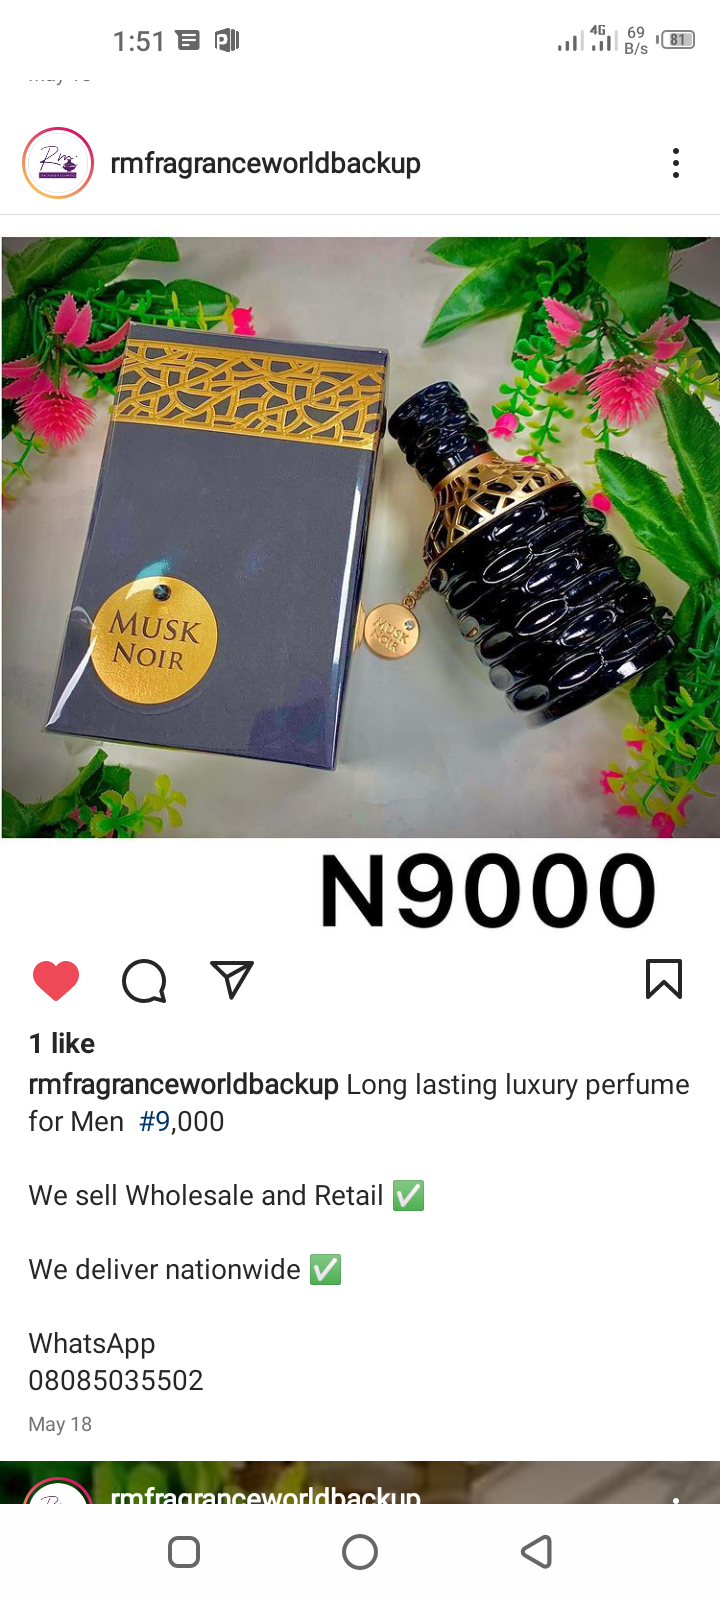 1:51
4G
69
B/s
81
rmfragranceworldbackup
MUSK
NOIR
MUSK
NOIR
N9000
1 like
rmfragranceworldbackup Long lasting luxury perfume
for Men #9,000
We sell Wholesale and Retail ✅
We deliver nationwide ✅
WhatsApp
08085035502
May 18
rmfragranceworldbackup